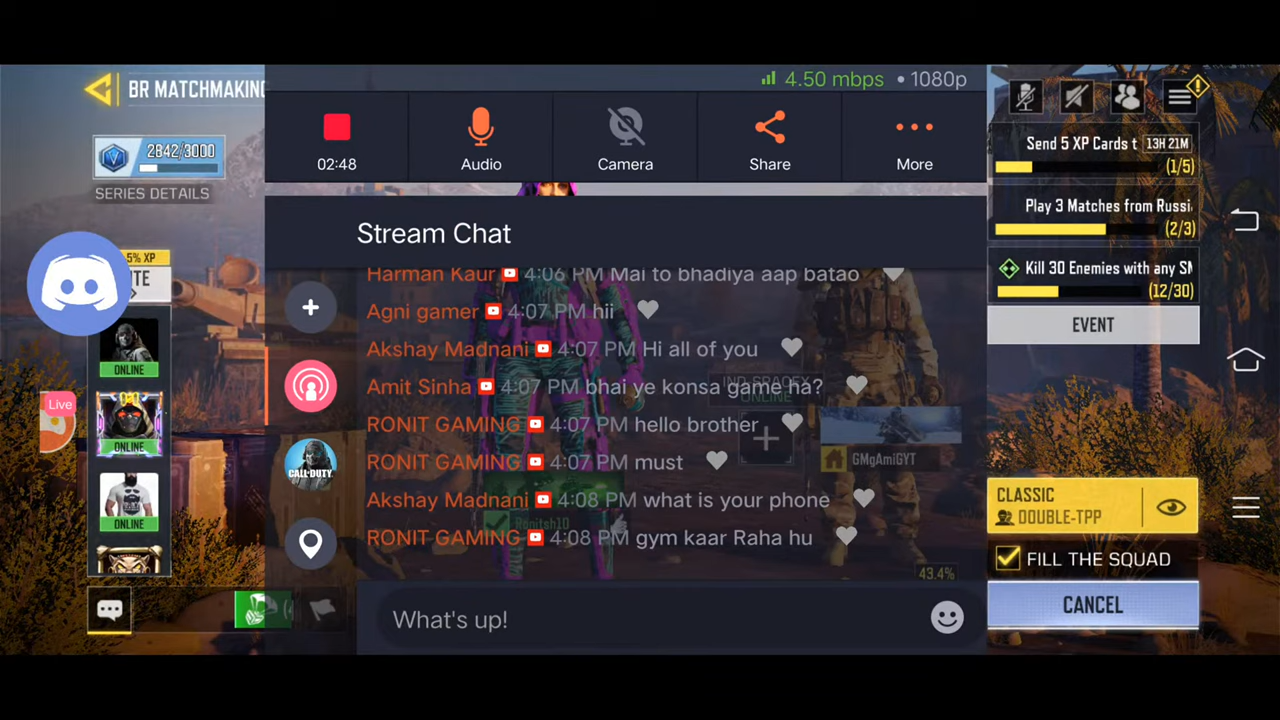 4.50 mbps • 1080p
BR MATCHMAKING
2842/3000
SERIES DETAILS
02:48
Audio
Camera
Share
More
Send 5 XP Cards t 13H 21M
(1/5)
Play 3 Matches from Russi
(2/3)
Kill 30 Enemies with any SM
(12/30)
EVENT
Stream Chat
5% XP
Harman Kaur 4:06 PM Mai to bhadiya aap batao
Agni gamer 4:07 PM hii
Akshay Madnani 4:07 PM Hi all of you
Amit Sinha 4:07 PM bhai ye konsa game ha?
RONIT GAMING 4:07 PM hello brother
RONIT GAMING 4:07 PM must
Akshay Madnani 4:08 PM what is your phone
RONIT GAMING 4:08 PM gym kaar Raha hu
ONLINE
Live
ONLINE
ONLINE
ONLINE
CALL·DUTY
GMgAmiGYT
Ronitsh10
43.4%
CLASSIC
DOUBLE-TPP
FILL THE SQUAD
CANCEL
What's up!